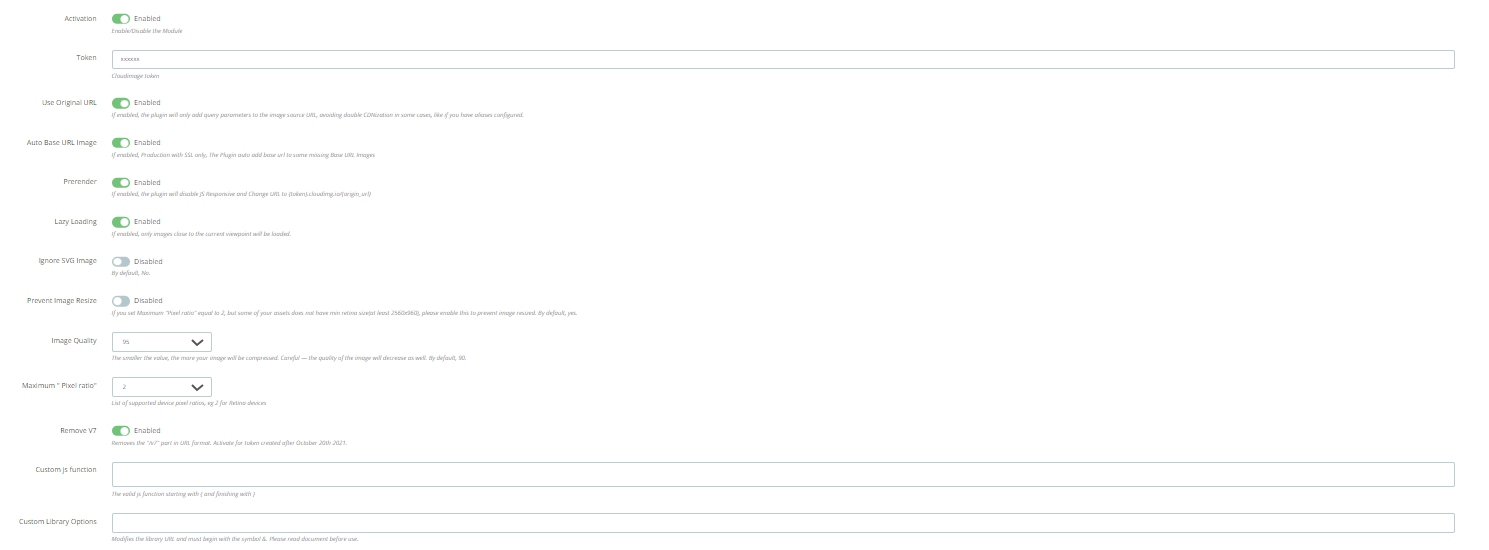 Activation Enabled
Enable/Disable the Module
Token xxxxxx
Cloudimage token
Use Original URL Enabled
If enabled, the plugin will only add query parameters to the image source URL, avoiding double CDNization in some cases, like if you have aliases configured.
Auto Base URL Image Enabled
If enabled, Production with SSL only, The Plugin auto add base url to some missing Base URL Images
Prerender Enabled
If enabled, the plugin will disable JS Responsive and Change URL to {token}.cloudimg.io/{origin_url}
Lazy Loading Enabled
If enabled, only images close to the current viewpoint will be loaded.
Ignore SVG Image Disabled
By default, No.
Prevent Image Resize Disabled
If you set Maximum "Pixel ratio" equal to 2, but some of your assets does not have min retina size(at least 2560x960), please enable this to prevent image resized. By default, yes.
Image Quality 95
The smaller the value, the more your image will be compressed. Careful — the quality of the image will decrease as well. By default, 90.
Maximum " Pixel ratio" 2
List of supported device pixel ratios, eg 2 for Retina devices
Remove V7 Enabled
Removes the "/v7" part in URL format. Activate for token created after October 20th 2021.
Custom js function
The valid js function starting with { and finishing with }
Custom Library Options
Modifies the library URL and must begin with the symbol &. Please read document before use.